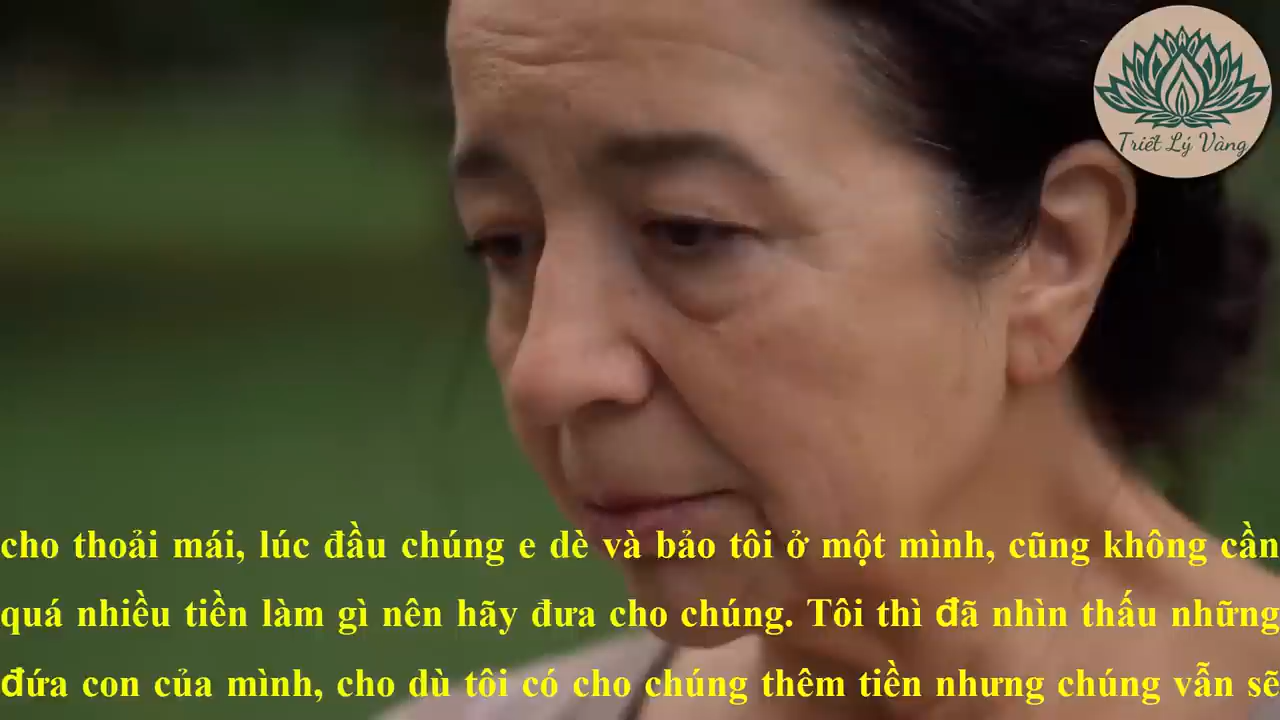 Triết Lý Vàng
cho thoải mái, lúc đầu chúng e dè và bảo tôi ở một mình, cũng không cần
quá nhiều tiền làm gì nên hãy đưa cho chúng. Tôi thì đã nhìn thấu những
đứa con của mình, cho dù tôi có cho chúng thêm tiền nhưng chúng vẫn sẽ